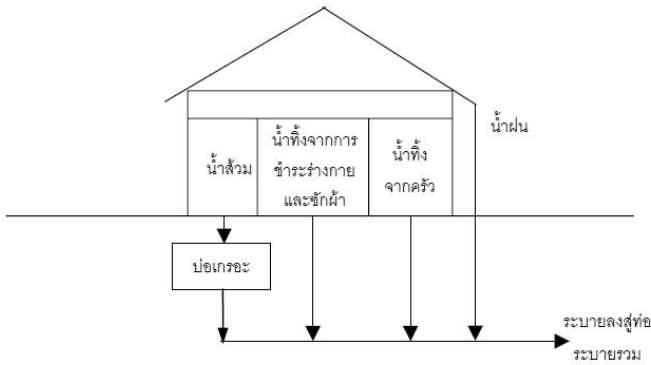 น้ำฝน
น้ำส้วม
น้ำทิ้งจากการ
ชำระร่างกาย
และซักผ้า
น้ำทิ้ง
จากครัว
บ่อเกรอะ
ระบายลงสู่ท่อ
ระบายรวม